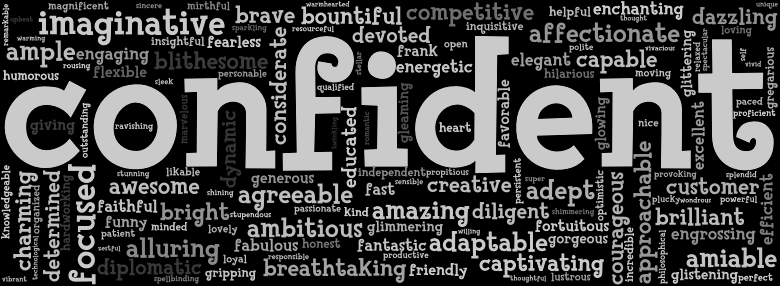 remarkable
upbeat
magnificent
sincere
mirthful
imaginative
warming
insightful
fearless
sparkling
brave
warmhearted
bountiful
resourceful
devoted
competitive
inquisitive
helpful
enchanting
thought
affectionate
dazzling
unique
loving
ample
engaging
rousing
flexible
humorous
blithesome
sleek
personable
considerate
stellar
frank
open
energetic
polite
vivacious
elegant
capable
hilarious
moving
glittering
relaxed
spectacular
self
vivid
gregarious
confident
giving
outstanding
ravishing
marvelous
dynamic
qualified
twinkling
educated
romantic
gleaming
heart
favorable
glowing
nice
excellent
paced
proficient
knowledgeable
charming
technological
organized
determined
hardworking
focused
stunning
likable
awesome
shining
generous
agreeable
independent
propitious
sensible
fast
creative
persistent
super
adept
optimistic
courageous
approachable
provoking
splendid
customer
plucky
wondrous
powerful
efficient
faithful
bright
stupendous
passionate
kind
amazing
diligent
shimmering
fortuitous
brilliant
funny
minded
lovely
ambitious
glimmering
willing
gorgeous
incredible
philosophical
engrossing
patient
zestful
alluring
fabulous
honest
fantastic
adaptable
amiable
diplomatic
loyal
responsible
productive
captivating
vibrant
spellbinding
gripping
breathtaking
friendly
thoughtful
lustrous
glistening
perfect